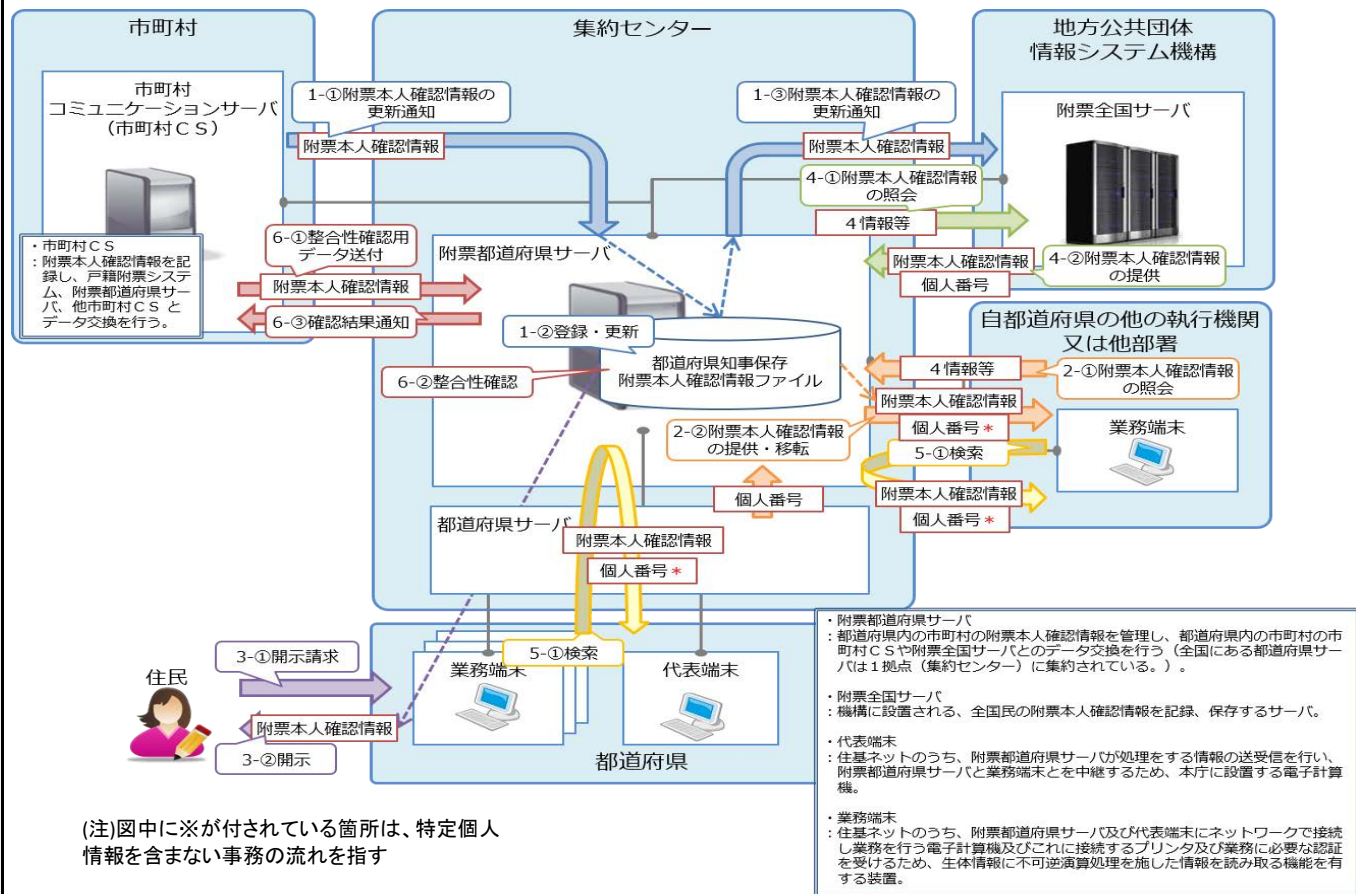 市町村
集約センター
地方公共団体
情報システム機構
市町村
コミュニケーションサーバ
(市町村CS)
1-①附票本人確認情報の
更新通知
附票本人確認情報
1-③附票本人確認情報の
更新通知
附票本人確認情報
附票全国サーバ
4-①附票本人確認情報
の照会
4情報等
・市町村CS
:附票本人確認情報を記
録し、戸籍附票システ
ム、附票都道府県サー
バ、他市町村CS と
データ交換を行う。
6-①整合性確認用
データ送付
附票本人確認情報
6-③確認結果通知
附票都道府県サーバ
附票本人確認情報
個人番号
4-②附票本人確認情報
の提供
1-②登録・更新
都道府県知事保存
附票本人確認情報ファイル
6-②整合性確認
自都道府県の他の執行機関
又は他部署
4情報等
2-①附票本人確認情報
の照会
附票本人確認情報
個人番号*
2-②附票本人確認情報
の提供・移転
業務端末
5-①検索
附票本人確認情報
個人番号*
個人番号
都道府県サーバ
附票本人確認情報
個人番号*
5-①検索
業務端末
代表端末
都道府県
住民
3-①開示請求
附票本人確認情報
3-②開示
・附票都道府県サーバ
:都道府県内の市町村の附票本人確認情報を管理し、都道府県内の市町村の市
町村CSや附票全国サーバとのデータ交換を行う(全国にある都道府県サー
バは1拠点(集約センター)に集約されている。)。
・附票全国サーバ
:機構に設置される、全国民の附票本人確認情報を記録、保存するサーバ。
・代表端末
:住基ネットのうち、附票都道府県サーバが処理をする情報の送受信を行い、
附票都道府県サーバと業務端末とを中継するため、本庁に設置する電子計算
機。
・業務端末
:住基ネットのうち、附票都道府県サーバ及び代表端末にネットワークで接続
し業務を行う電子計算機及びこれに接続するプリンタ及び業務に必要な認証
を受けるため、生体情報に不可逆演算処理を施した情報を読み取る機能を有
する装置。
(注)図中に※が付されている箇所は、特定個人
情報を含まない事務の流れを指す